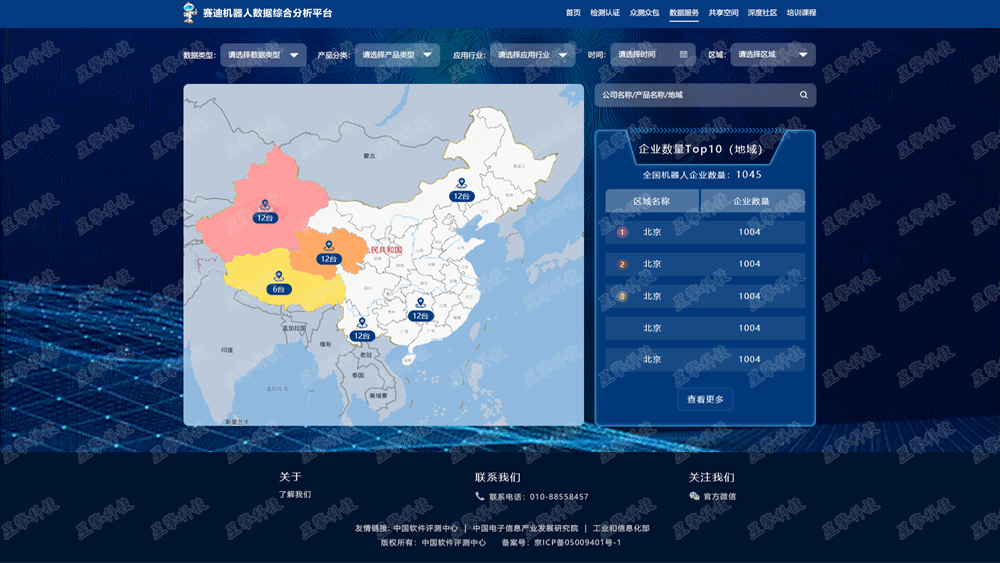 赛迪机器人数据综合分析平台
首页 检测认证 众测众包 数据服务 共享空间 深度社区 培训课程
数据类型： 请选择数据类型 产品分类： 请选择产品类型 应用行业： 请选择应用行业 时间： 请选择时间 区域： 请选择区域
公司名称/产品名称/地域
企业数量Top10（地域）
全国机器人企业数量：1045
区域名称 企业数量
1 北京 1004
2 北京 1004
3 北京 1004
北京 1004
北京 1004
查看更多
蒙古
12台
12台
民共和国
12台
6台
12台
12台
孟加拉国
缅甸
印度
老挝
泰国
孟加拉湾
柬埔寨
斯里兰卡
关于
了解我们
联系我们
联系电话：010-88558457
关注我们
官方微信
友情链接: 中国软件评测中心 | 中国电子信息产业发展研究院 | 工业和信息化部
版权所有：中国软件评测中心 备案号：京ICP备05009401号-1